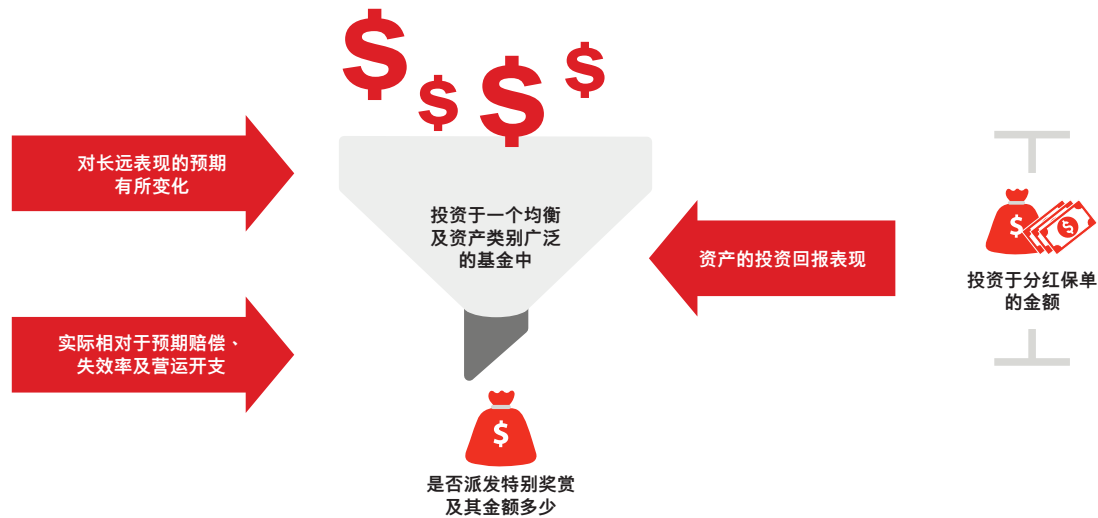 $
$
$
$
对长远表现的预期
有所变化
投资于一个均衡
及资产类别广泛
的基金中
资产的投资回报表现
$
$
投资于分红保单
的金额
实际相对于预期赔偿、
失效率及营运开支
$
是否派发特别奖赏
及其金额多少